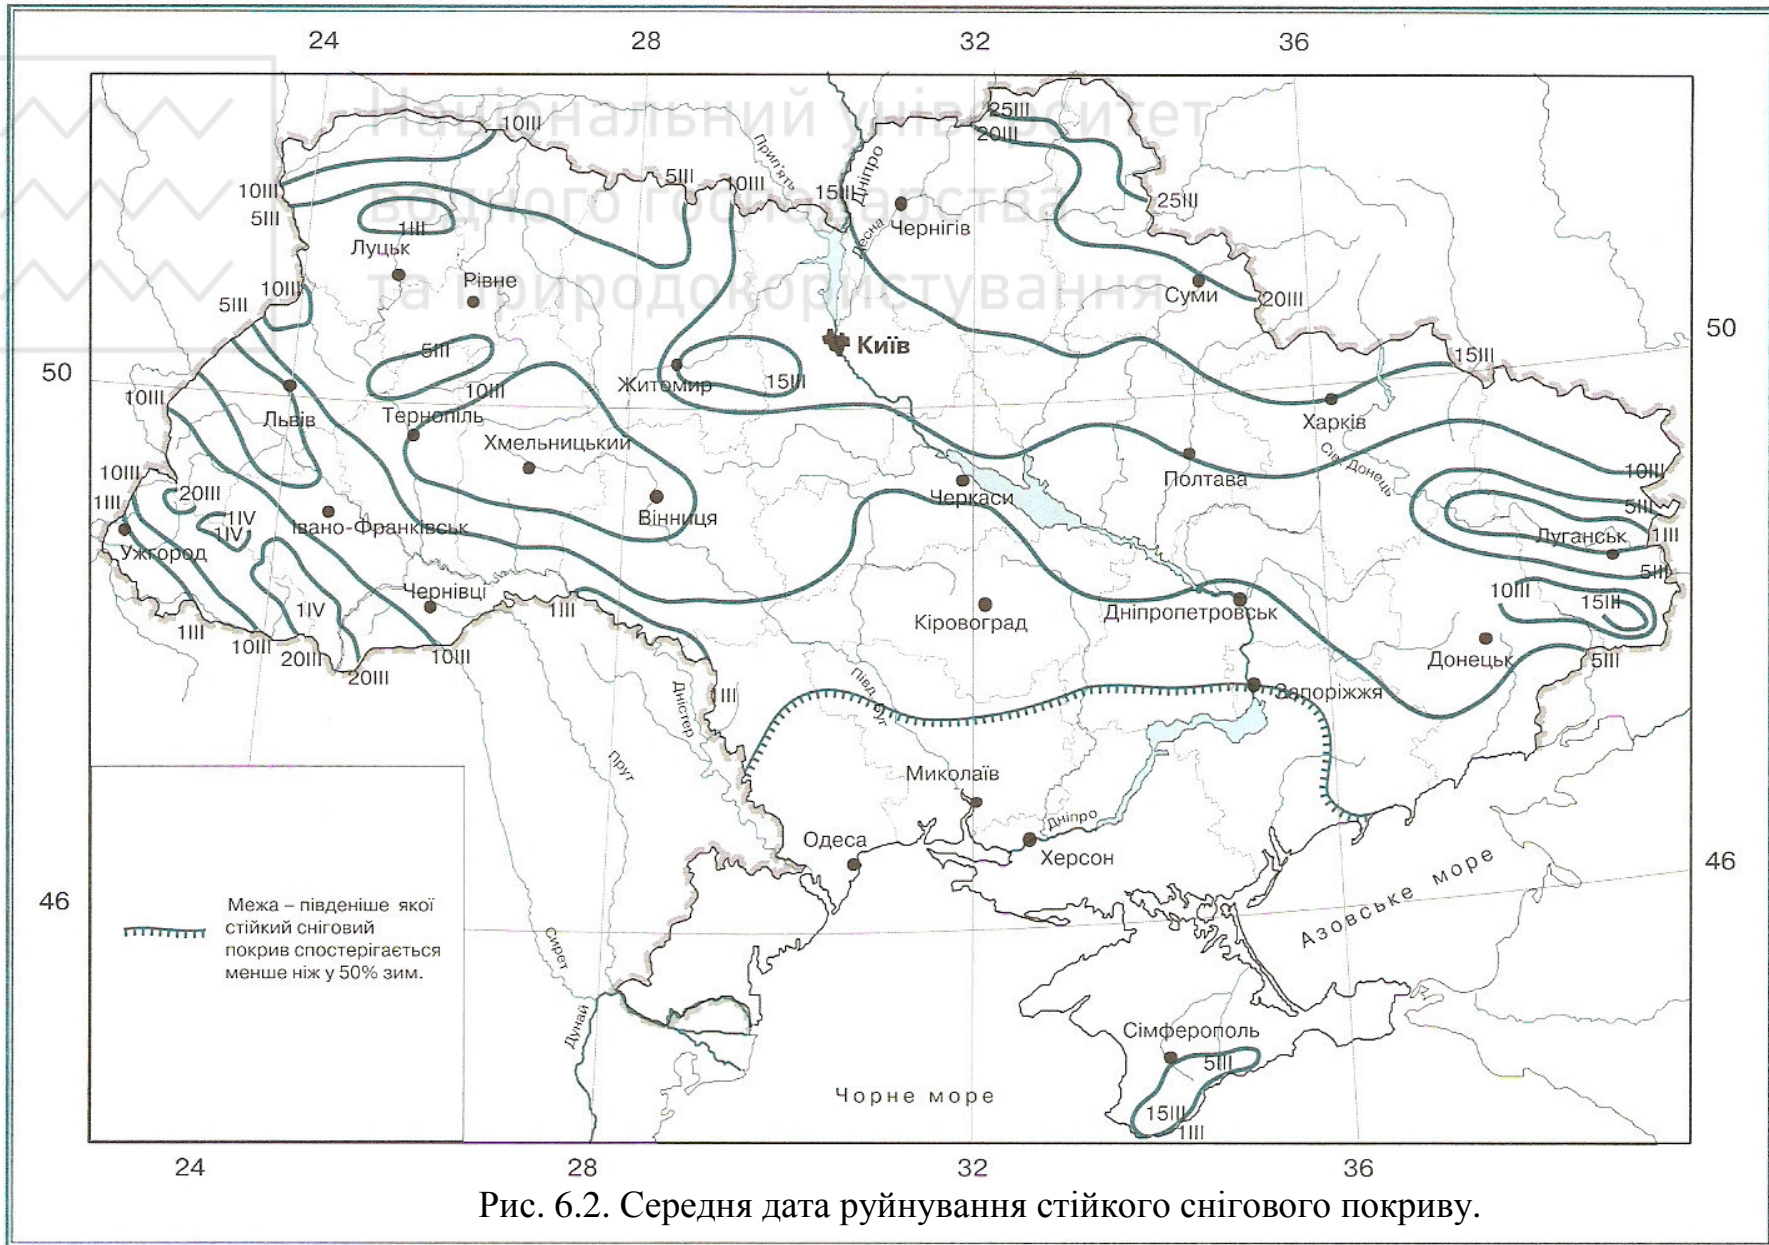 24 28 32 36
Національний університет
водного господарства
та природокористування
25III
20III
10III
Прип'ять
Дніпро
5III 10III 15III
10III
5III
25III
1III
Чернігів
Десна
Луцьк
Рівне
10III
5III
Суми
20III
50
Київ
5III
15III
50
Житомир
15III
10III
10III
Львів
Тернопіль
Хмельницький
Харків
Сів. Донець
Полтава
10III
10III
20III
1III
1IV
1IV
Івано-Франківськ
Вінниця
Черкаси
5III
1III
Луганськ
Ужгород
5III
Чернівці
1IV
1III
10III
15III
Дніпропетровськ
Кіровоград
1III
10III
20III
20III
10III
Донецьк
5III
1III
Дністер
Півд. Буг
Запоріжжя
Прут
Миколаїв
Дніпро
Одеса
Херсон
46
46
Азовське море
Межа – південіше якої
стійкий сніговий
покрив спостерігається
менше ніж у 50% зим.
Сирет
Дунай
Сімферополь
5III
Чорне море
15III
1III
24 28 32 36
Рис. 6.2. Середня дата руйнування стійкого снігового покриву.